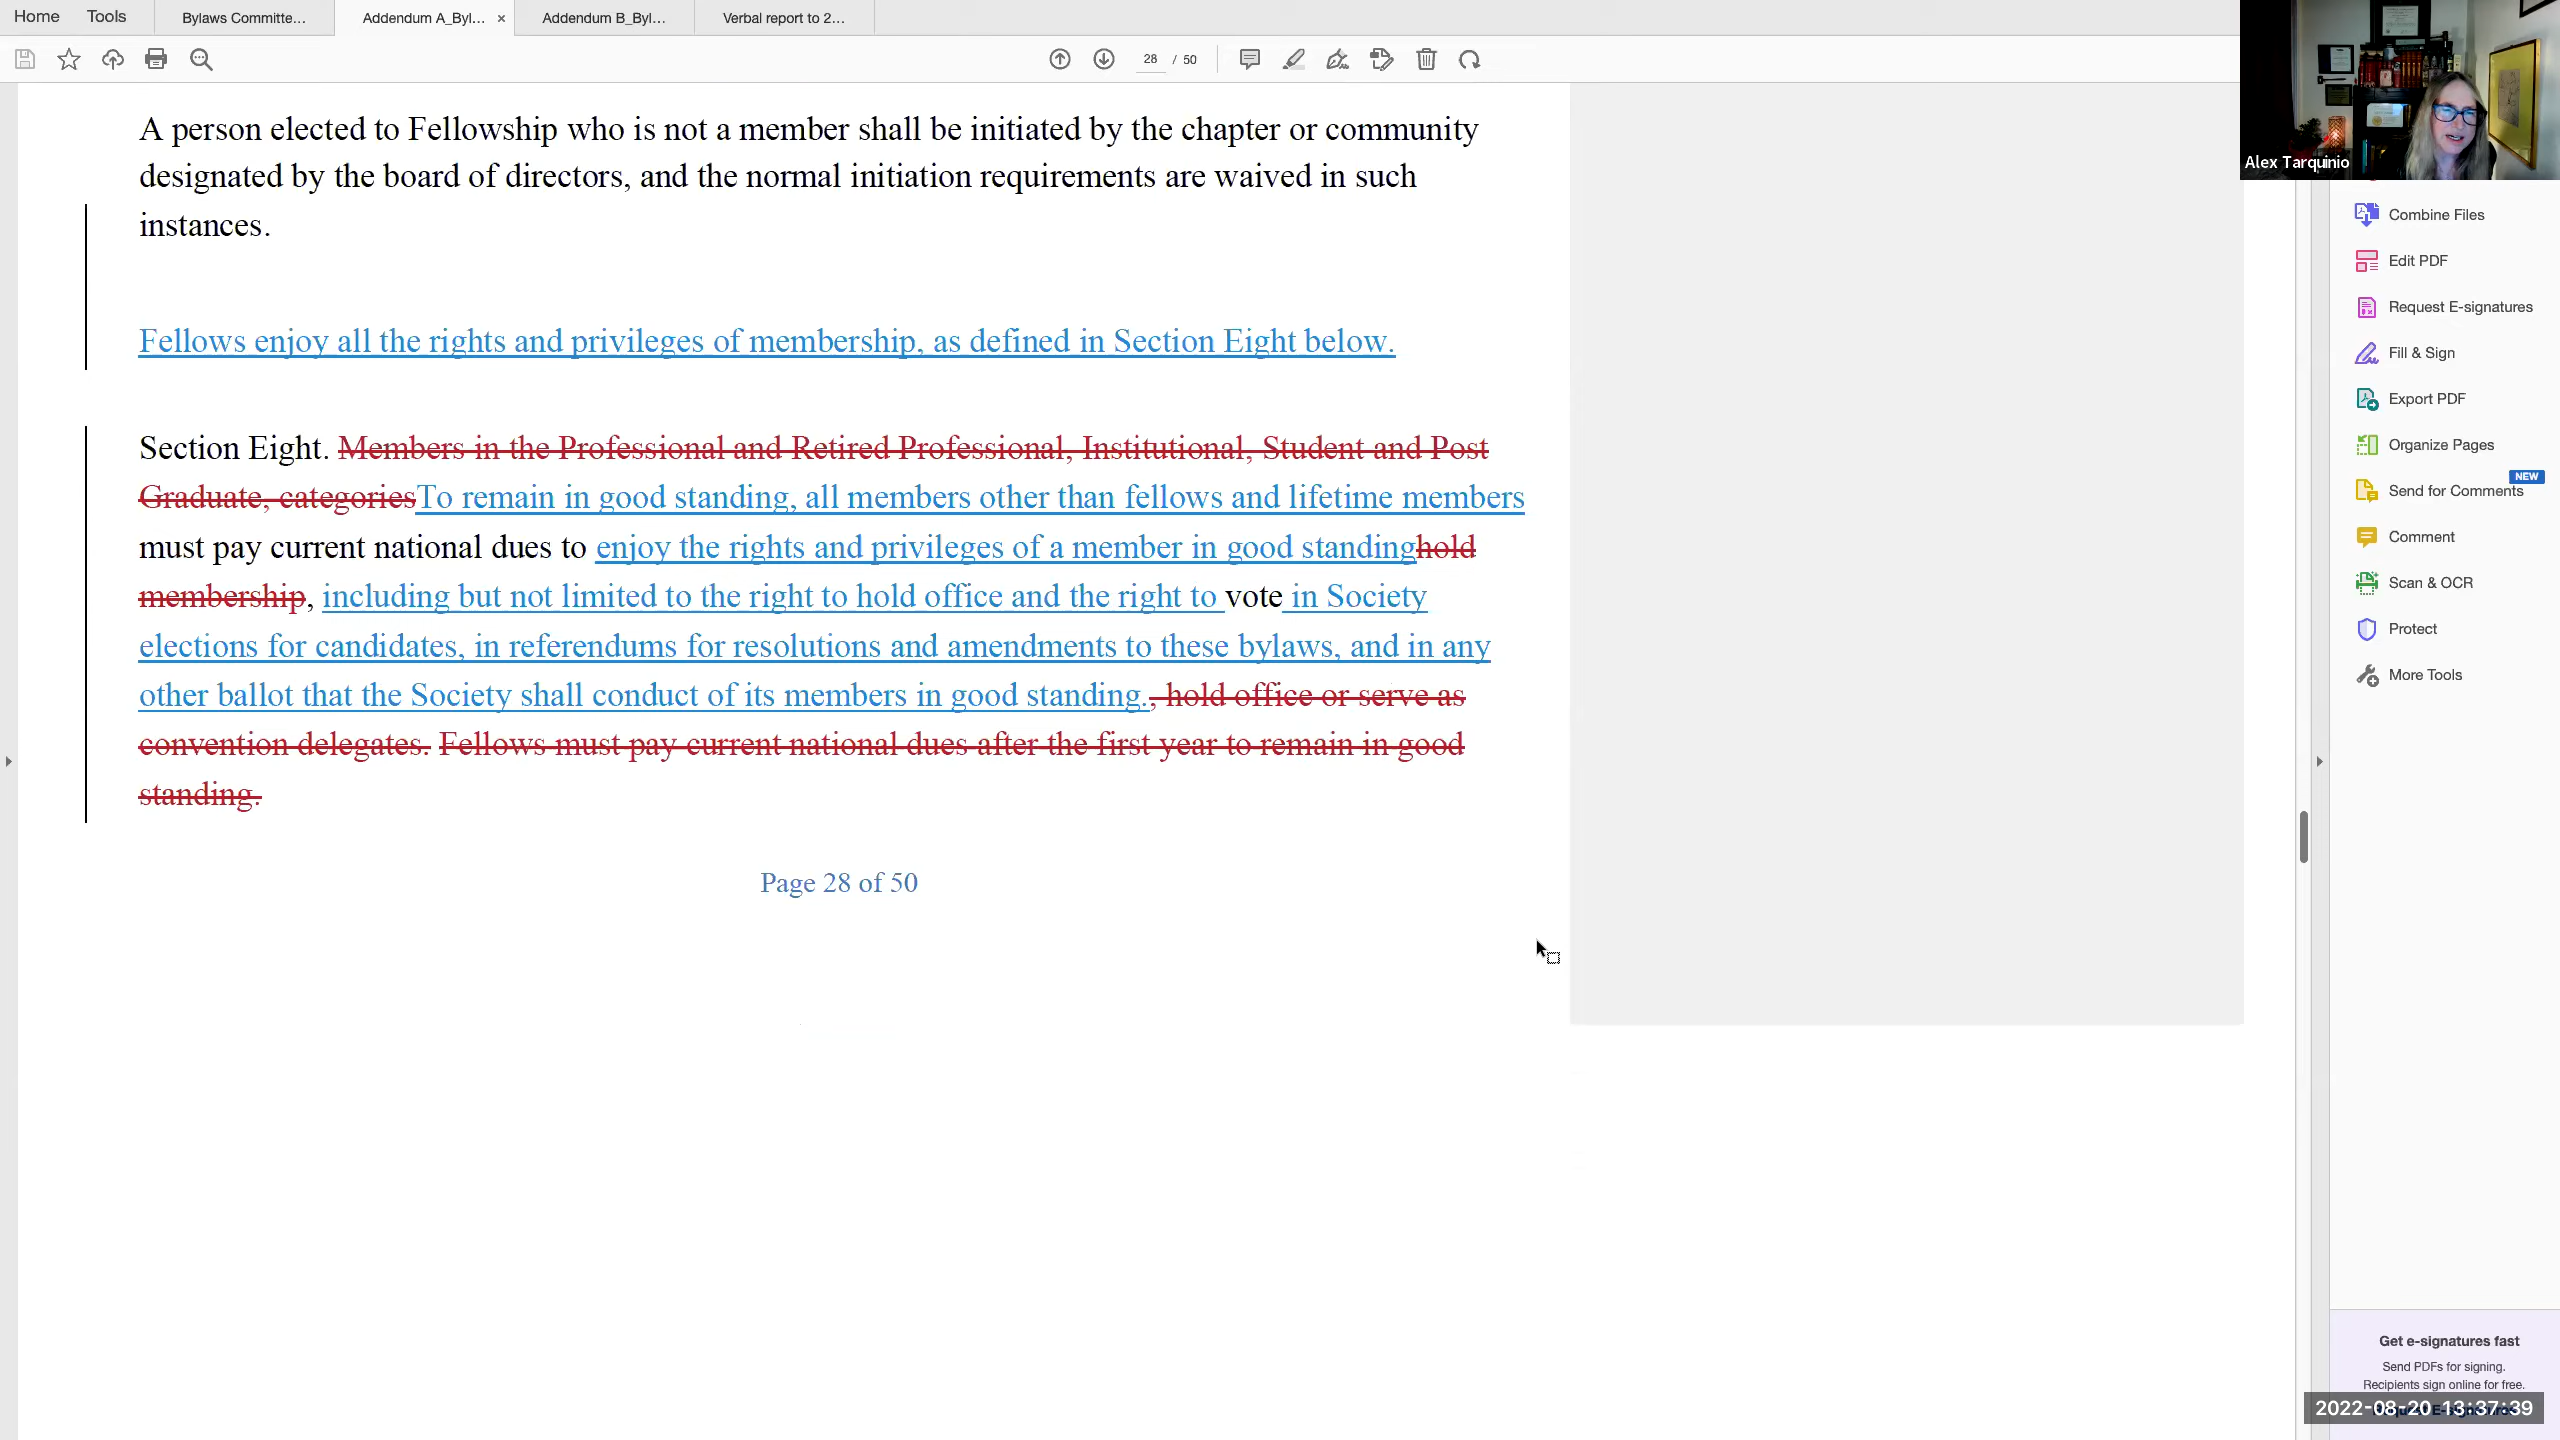 Home Tools Bylaws Committe... Addendum A_Byl... × Addendum B_Byl... Verbal report to 2...
28 / 50
Alex Tarquinio
A person elected to Fellowship who is not a member shall be initiated by the chapter or community
designated by the board of directors, and the normal initiation requirements are waived in such
instances.
Fellows enjoy all the rights and privileges of membership, as defined in Section Eight below.
Section Eight. Members in the Professional and Retired Professional, Institutional, Student and Post
Graduate, categoriesTo remain in good standing, all members other than fellows and lifetime members
must pay current national dues to enjoy the rights and privileges of a member in good standinghold
membership, including but not limited to the right to hold office and the right to vote in Society
elections for candidates, in referendums for resolutions and amendments to these bylaws, and in any
other ballot that the Society shall conduct of its members in good standing., hold office or serve as
convention delegates. Fellows must pay current national dues after the first year to remain in good
standing.
Page 28 of 50
Combine Files
Edit PDF
Request E-signatures
Fill & Sign
Export PDF
Organize Pages
NEW
Send for Comments
Comment
Scan & OCR
Protect
More Tools
Get e-signatures fast
Send PDFs for signing.
Recipients sign online for free.
2022-08-20 13:37:39